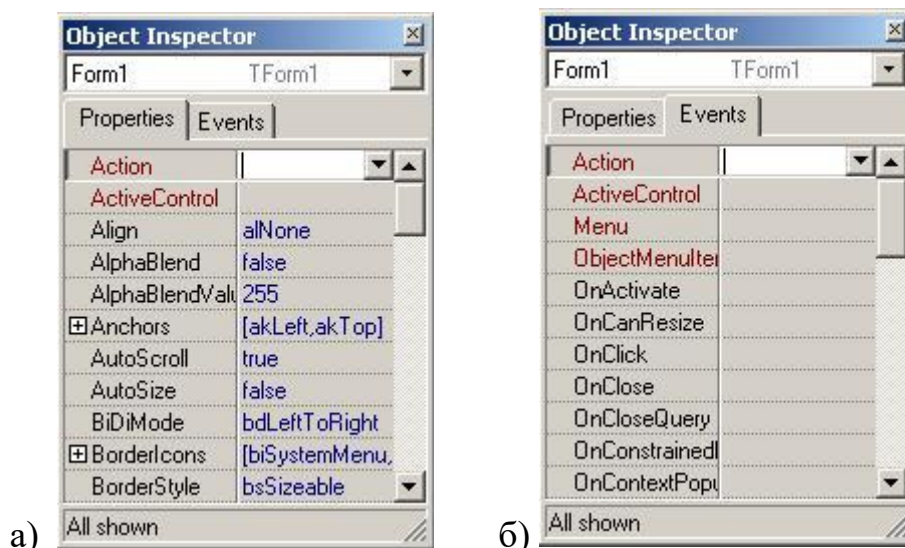 Object Inspector
Form1 TForm1
Properties Events
Action
ActiveControl
Align alNone
AlphaBlend false
AlphaBlendValu 255
Anchors [akLeft,akTop]
AutoScroll true
AutoSize false
BiDiMode bdLeftToRight
BorderIcons [biSystemMenu,
BorderStyle bsSizeable
All shown
а)
Object Inspector
Form1 TForm1
Properties Events
Action
ActiveControl
Menu
ObjectMenuIter
OnActivate
OnCanResize
OnClick
OnClose
OnCloseQuery
OnConstrainedl
OnContextPopu
All shown
б)